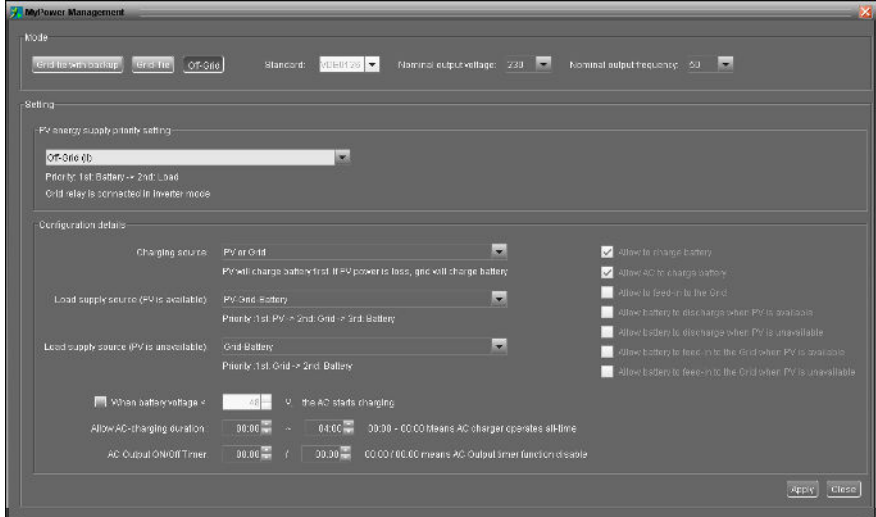 MyPower Management
Mode
Grid-tie with backup Grid-Tie Off-Grid Standard: VDE0126 Nominal output voltage: 230 Nominal output frequency: 50
Setting
PV energy supply priority setting
Off-Grid (II)
Priority: 1st: Battery -> 2nd: Load
Grid relay is connected in inverter mode
Configuration details
Charging source: PV or Grid
PV will charge battery first. If PV power is loss, grid will charge battery
Load supply source (PV is available): PV-Grid-Battery
Priority :1st: PV -> 2nd: Grid -> 3rd: Battery
Load supply source (PV is unavailable): Grid-Battery
Priority :1st: Grid -> 2nd: Battery
When battery voltage < 48 V, the AC starts charging
Allow AC-charging duration: 00:00 ~ 04:00 00:00 - 00:00 Means AC charger operates all-time
AC Output ON/Off Timer: 00:00 / 00:00 00:00 / 00:00 means AC Output timer function disable
Allow to charge battery
Allow AC to charge battery
Allow to feed-in to the Grid
Allow battery to discharge when PV is available
Allow battery to discharge when PV is unavailable
Allow battery to feed-in to the Grid when PV is available
Allow battery to feed-in to the Grid when PV is unavailable
Apply Close